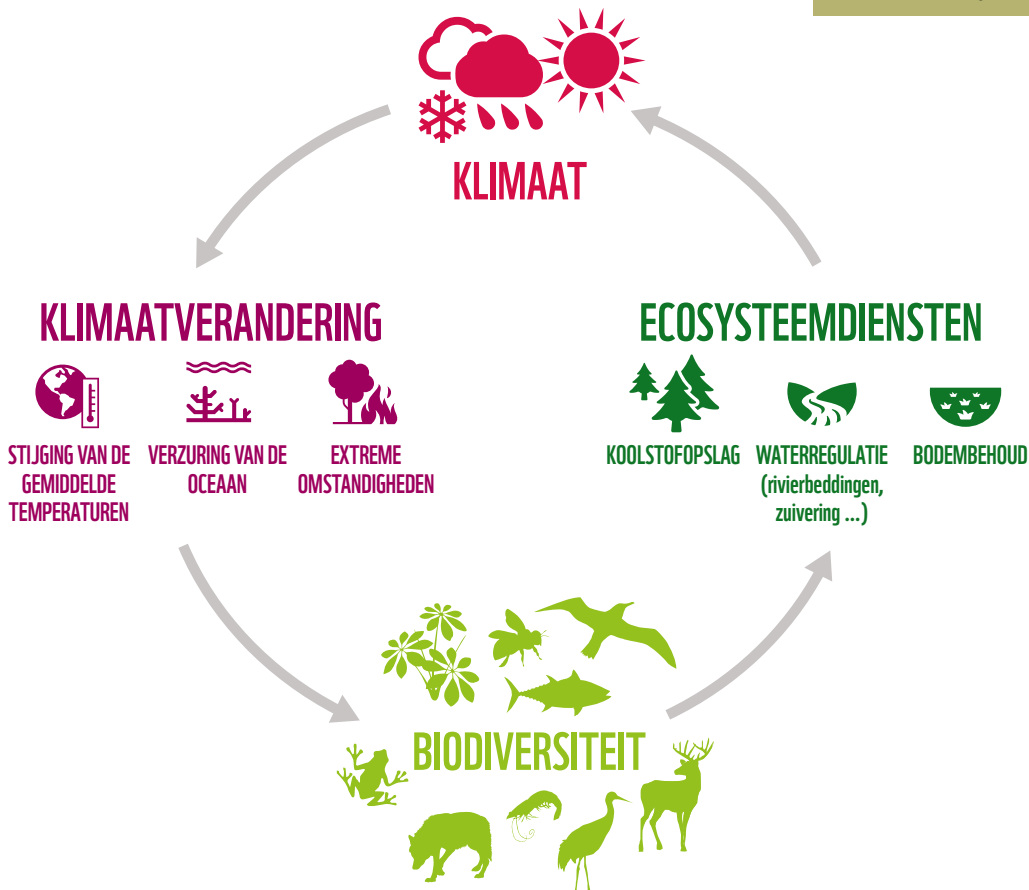 KLIMAAT
KLIMAATVERANDERING
STIJGING VAN DE
GEMIDDELDE
TEMPERATUREN
VERZURING VAN DE
OCEAAN
EXTREME
OMSTANDIGHEDEN
ECOSYSTEEMDIENSTEN
KOOLSTOFOPSLAG
WATERREGULATIE
(rivierbeddingen,
zuivering ...)
BODEMBEHOUD
BIODIVERSITEIT